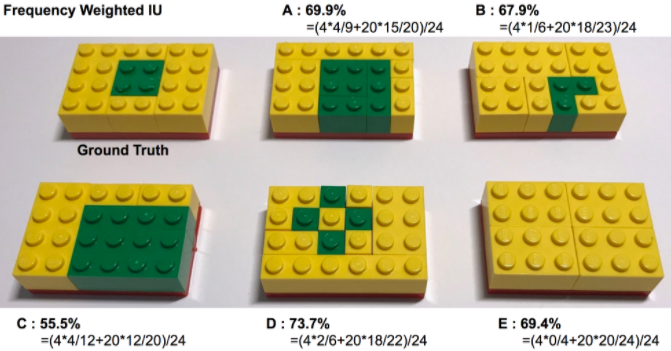 Frequency Weighted IU
A : 69.9%
=(4*4/9+20*15/20)/24
B : 67.9%
=(4*1/6+20*18/23)/24
Ground Truth
C : 55.5%
=(4*4/12+20*12/20)/24
D : 73.7%
=(4*2/6+20*18/22)/24
E : 69.4%
=(4*0/4+20*20/24)/24